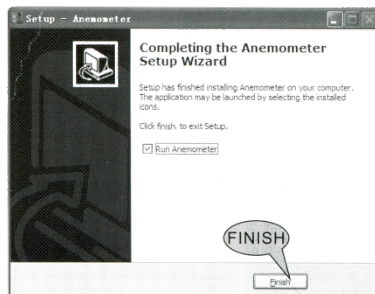 Setup - Anemometer
Completing the Anemometer
Setup Wizard
Setup has finished installing Anemometer on your computer.
The application may be launched by selecting the installed
icons.
Click finish to exit Setup.
Run Anemometer
FINISH
Finish